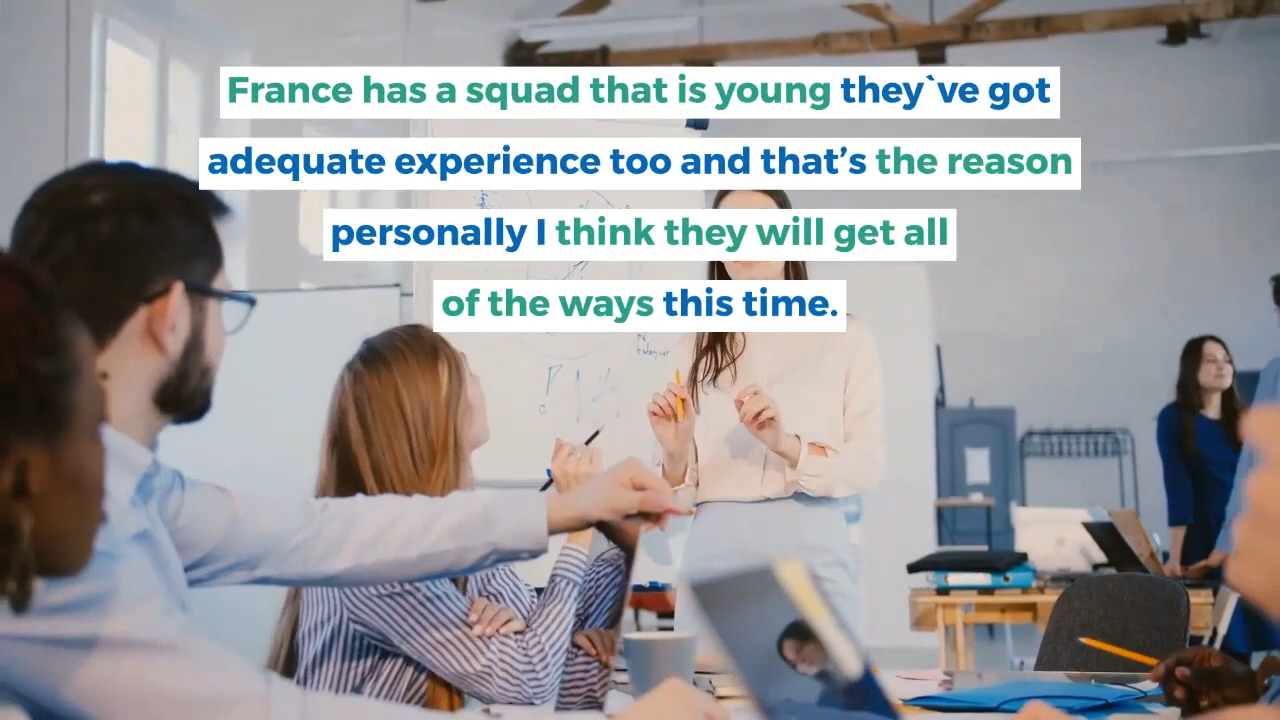 France has a squad that is young they`ve got
adequate experience too and that’s the reason
personally I think they will get all
of the ways this time.